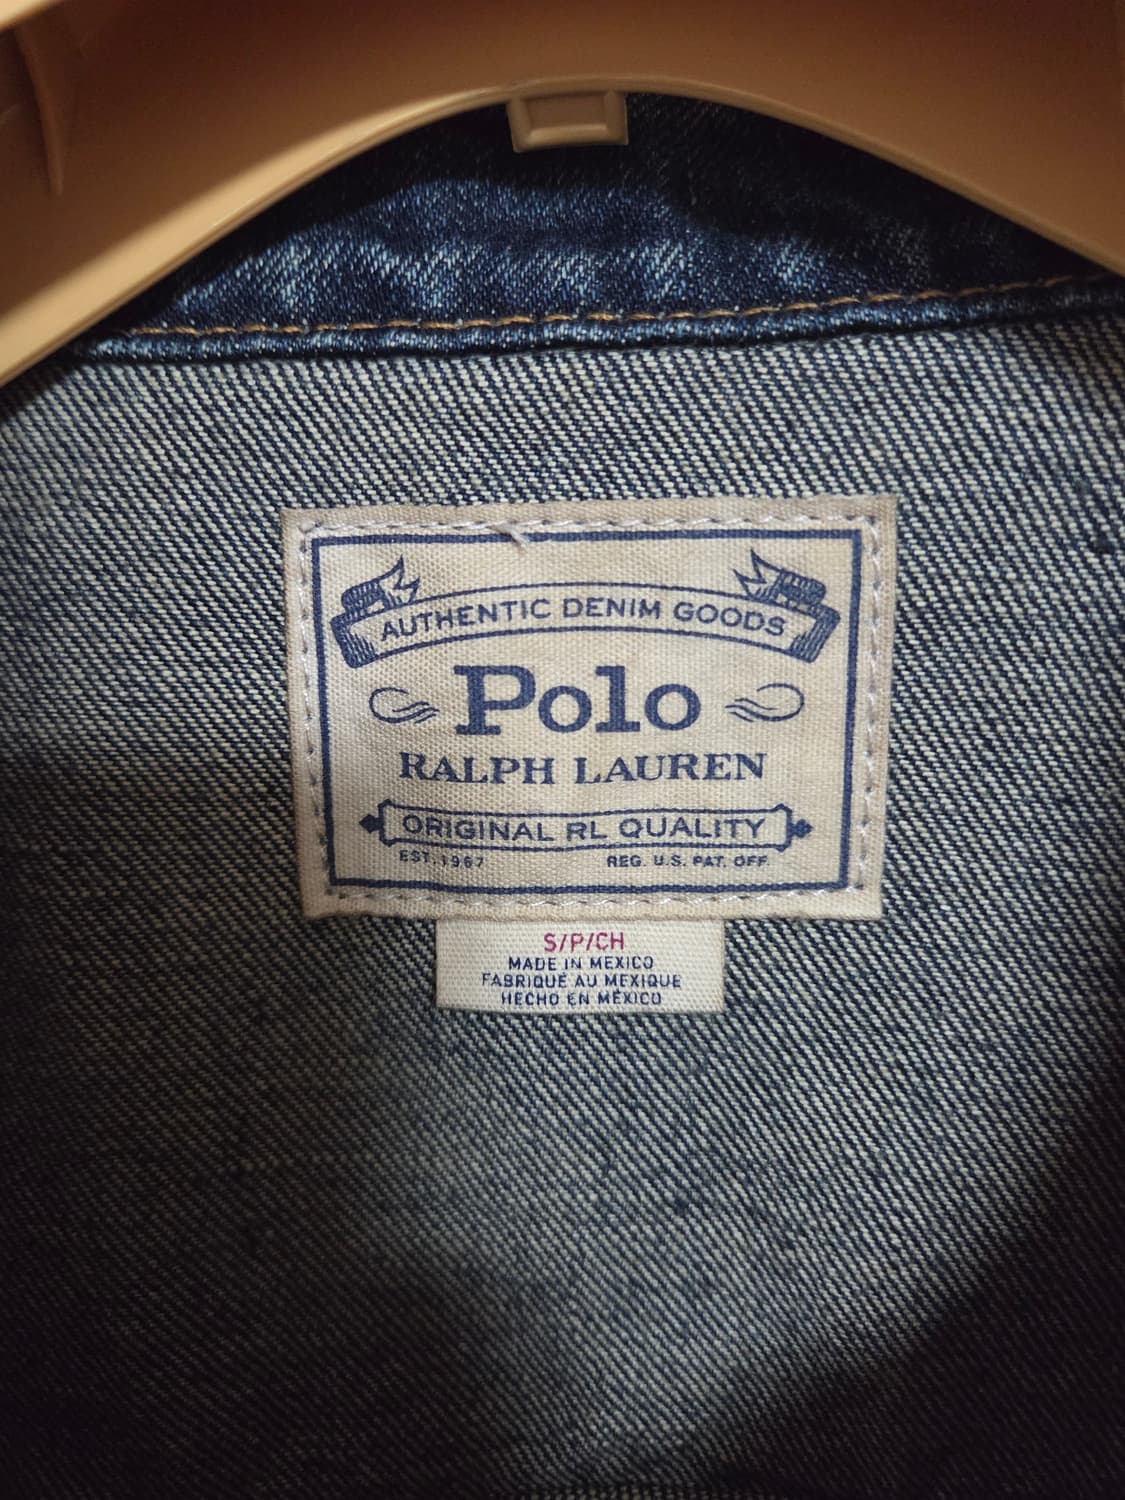 AUTHENTIC DENIM GOODS
Polo
RALPH LAUREN
ORIGINAL RL QUALITY
EST. 1967 REG. U.S. PAT. OFF.
S/P/CH
MADE IN MEXICO
FABRIQUÉ AU MEXIQUE
HECHO EN MÉXICO